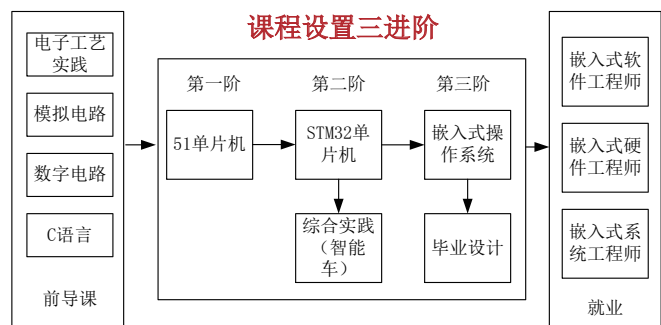 课程设置三进阶
电子工艺
实践
模拟电路
数字电路
C语言
前导课
第一阶
第二阶
第三阶
51单片机
STM32单
片机
嵌入式操
作系统
综合实践
（智能
车）
毕业设计
嵌入式软
件工程师
嵌入式硬
件工程师
嵌入式系
统工程师
就业